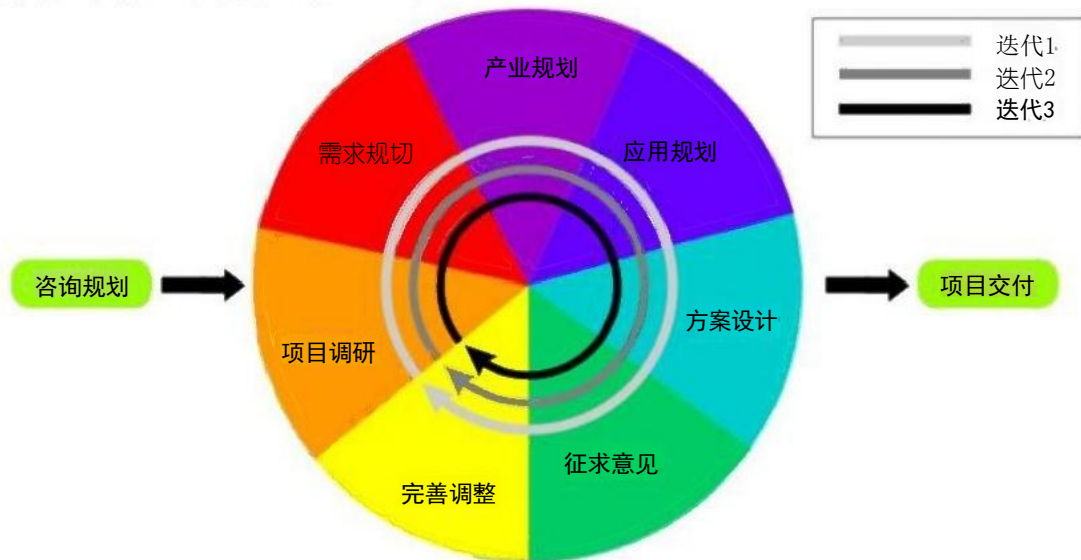 产业规划
迭代1
迭代2
迭代3
需求规切
应用规划
咨询规划
项目交付
方案设计
项目调研
征求意见
完善调整